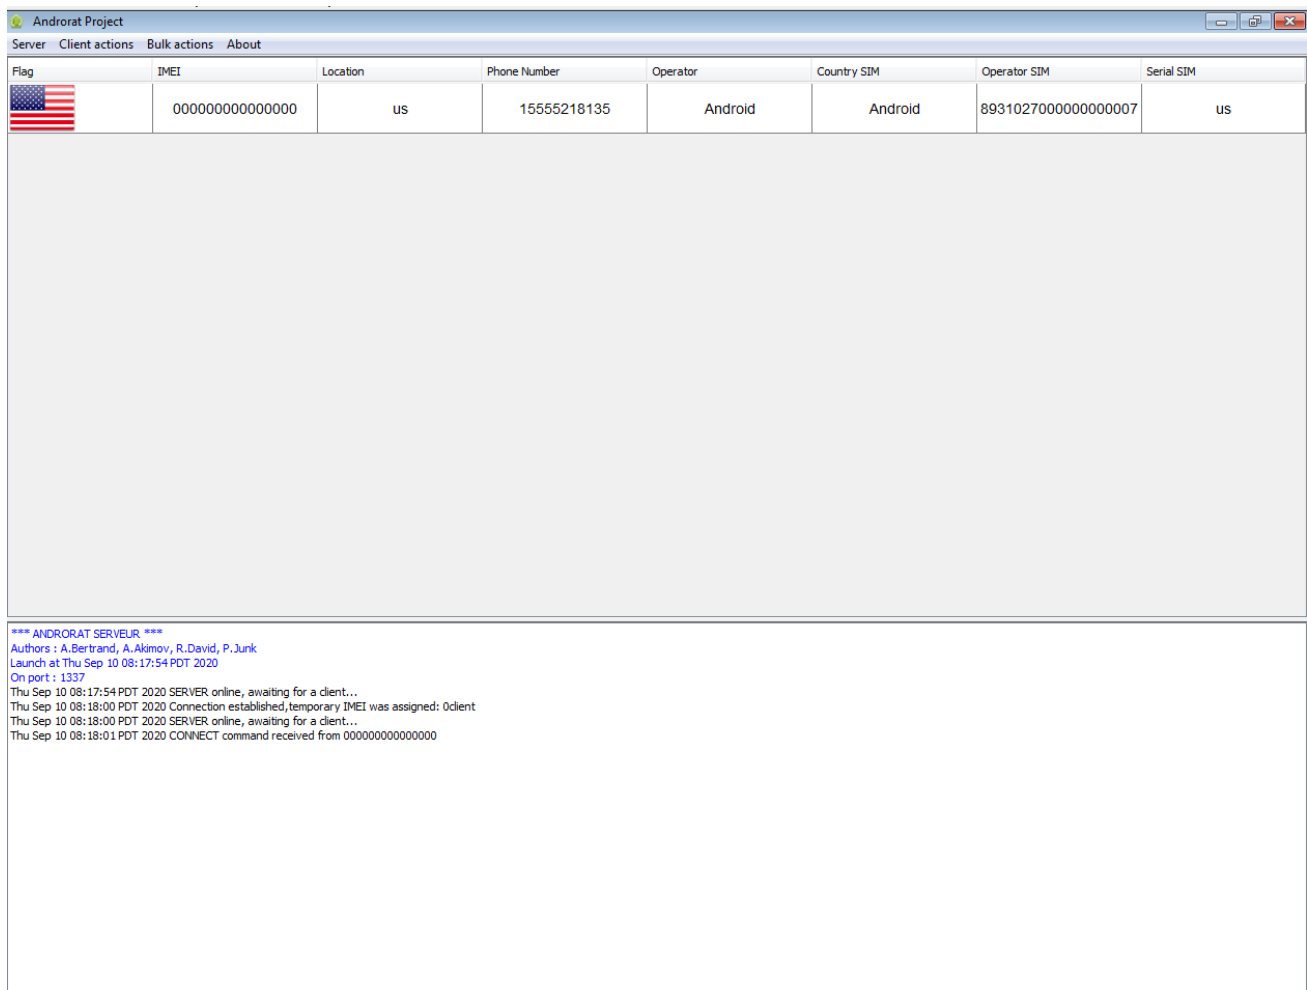 Androrat Project
Server Client actions Bulk actions About
Flag IMEI Location Phone Number Operator Country SIM Operator SIM Serial SIM
000000000000000 us 15555218135 Android Android 8931027000000000007 us
*** ANDRORAT SERVEUR ***
Authors : A.Bertrand, A.Akimov, R.David, P.Junk
Launch at Thu Sep 10 08:17:54 PDT 2020
On port : 1337
Thu Sep 10 08:17:54 PDT 2020 SERVER online, awaiting for a client...
Thu Sep 10 08:18:00 PDT 2020 Connection established,temporary IMEI was assigned: 0client
Thu Sep 10 08:18:00 PDT 2020 SERVER online, awaiting for a client...
Thu Sep 10 08:18:01 PDT 2020 CONNECT command received from 000000000000000